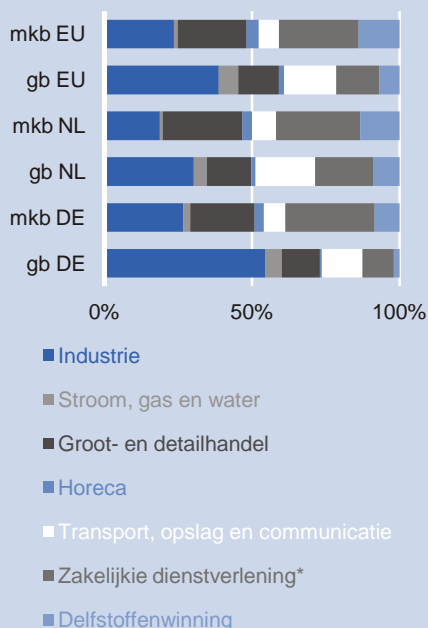 mkb EU
gb EU
mkb NL
gb NL
mkb DE
gb DE
0% 50% 100%
Industrie
Stroom, gas en water
Groot- en detailhandel
Horeca
Transport, opslag en communicatie
Zakelijkie dienstverlening*
Delfstoffenwinning